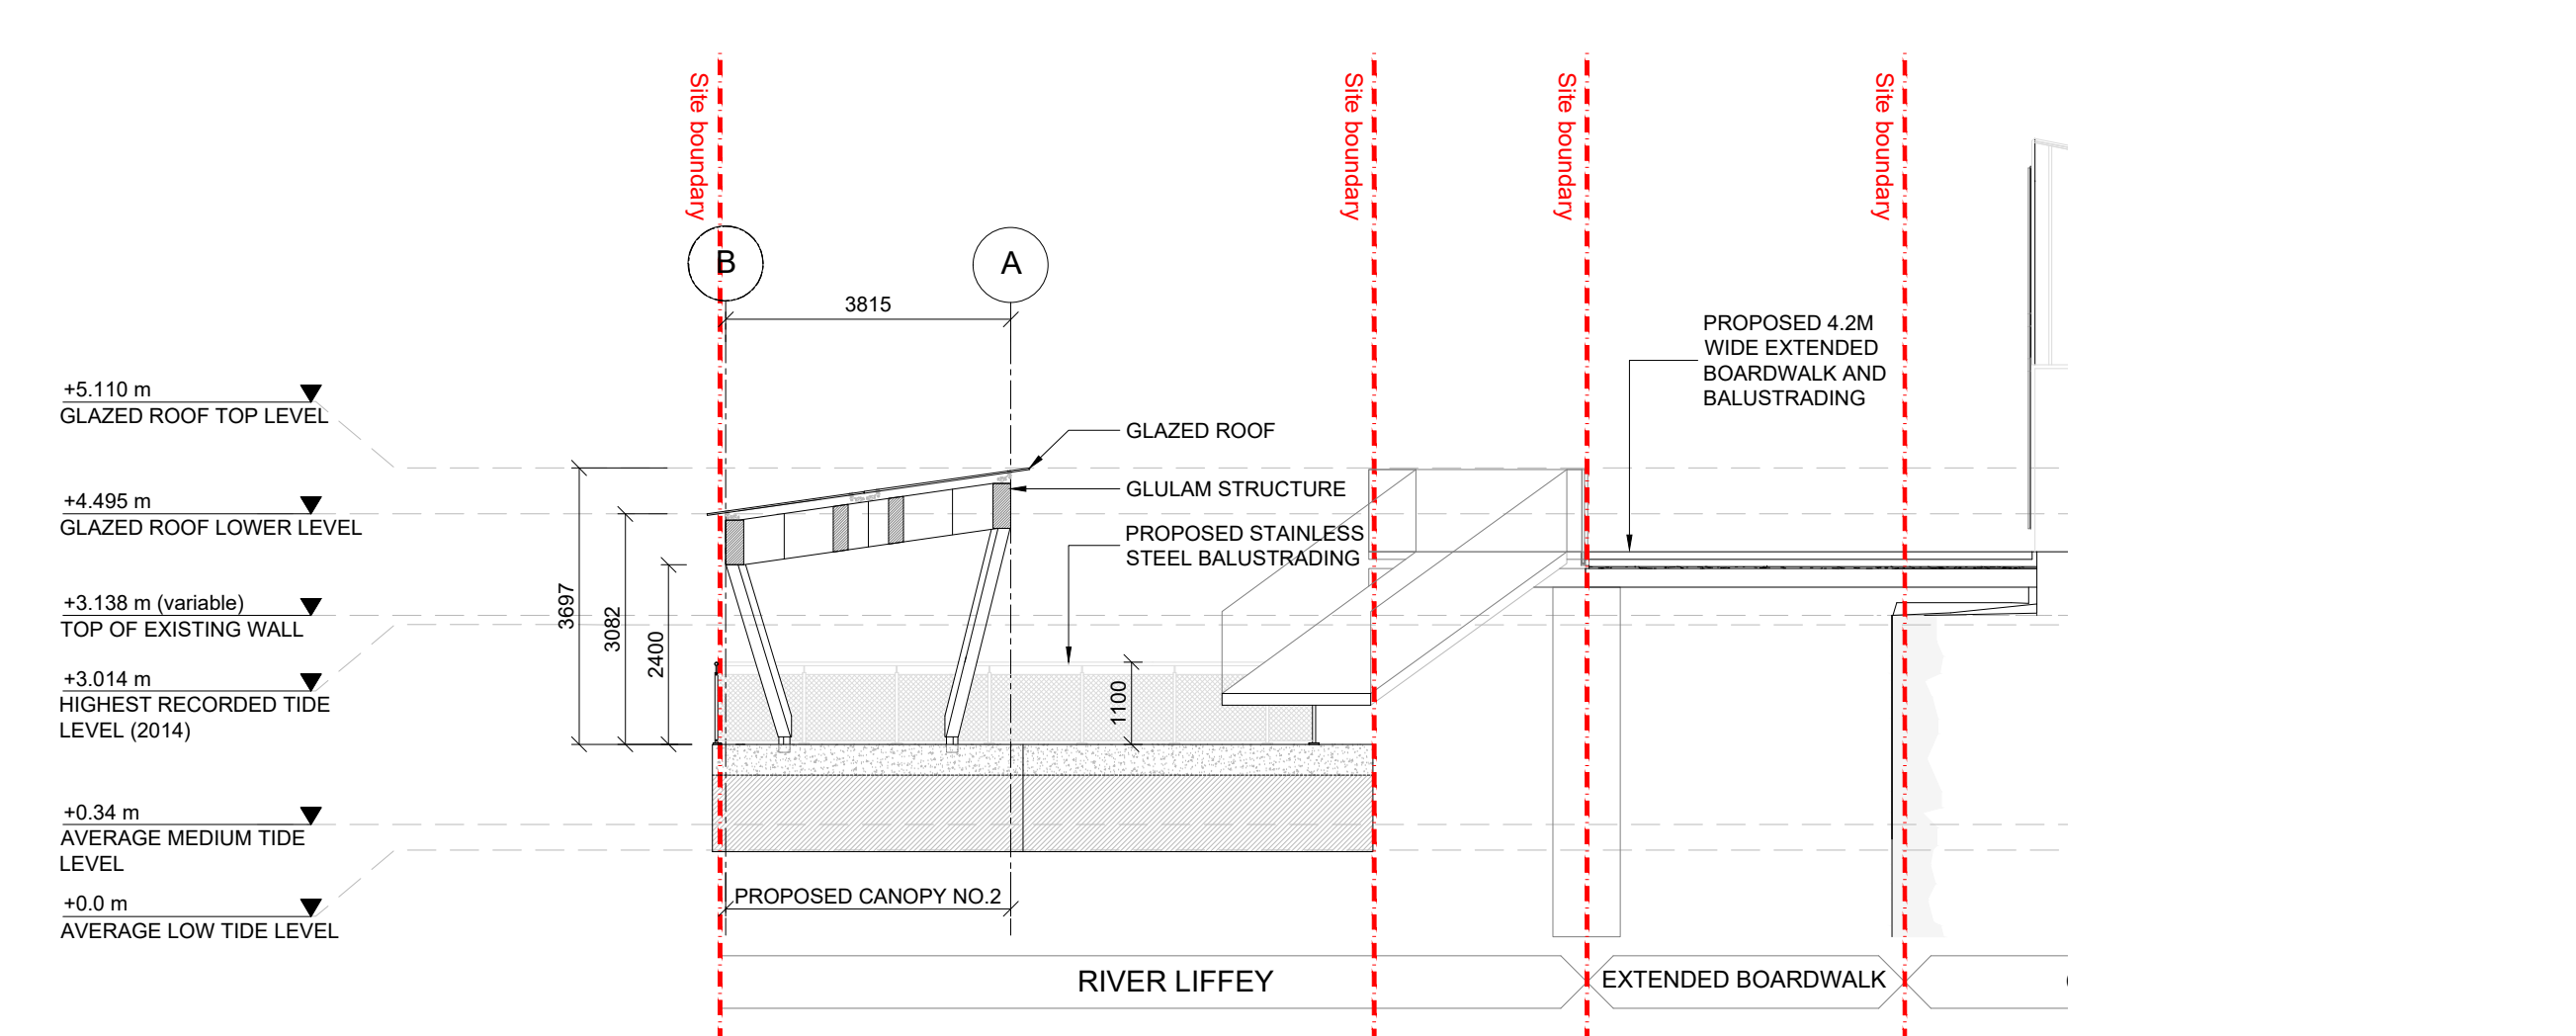 Site boundary
Site boundary
Site boundary
Site boundary
B
A
3815
PROPOSED 4.2M
WIDE EXTENDED
BOARDWALK AND
BALUSTRADING
+5.110 m
GLAZED ROOF TOP LEVEL
GLAZED ROOF
+4.495 m
GLAZED ROOF LOWER LEVEL
GLULAM STRUCTURE
PROPOSED STAINLESS
STEEL BALUSTRADING
+3.138 m (variable)
TOP OF EXISTING WALL
3697
3082
2400
1100
+3.014 m
HIGHEST RECORDED TIDE
LEVEL (2014)
+0.34 m
AVERAGE MEDIUM TIDE
LEVEL
+0.0 m
AVERAGE LOW TIDE LEVEL
PROPOSED CANOPY NO.2
RIVER LIFFEY
EXTENDED BOARDWALK